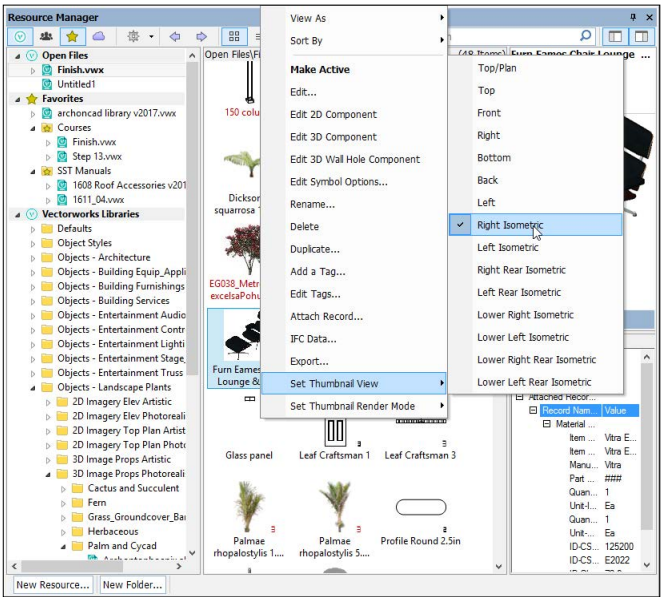 Resource Manager
Open Files
Finish.vwx
Untitled1
Favorites
archoncad library v2017.vwx
Courses
Finish.vwx
Step 13.vwx
SST Manuals
1608 Roof Accessories v201
1611_04.vwx
Vectorworks Libraries
Defaults
Object Styles
Objects - Architecture
Objects - Building Equip_Appli
Objects - Building Furnishings
Objects - Building Services
Objects - Entertainment Audio
Objects - Entertainment Contr
Objects - Entertainment Lighti
Objects - Entertainment Stage,
Objects - Entertainment Truss
Objects - Landscape Plants
2D Imagery Elev Artistic
2D Imagery Elev Photoreali
2D Imagery Top Plan Artist
2D Imagery Top Plan Photo
3D Image Props Artistic
3D Image Props Photoreali
Cactus and Succulent
Fern
Grass_Groundcover_Bar
Herbaceous
Palm and Cycad
New Resource...
New Folder...
Open Files\Fi
(48 Items)
Furn Eames Chair Lounge ...
150 colu
Dickson
squarrosa
EG038_Metr
excelsaPohu
Furn Eames
Lounge &
Glass panel
Leaf Craftsman 1
Leaf Craftsman 3
Palmae
rhopalostylis 1....
Palmae
rhopalostylis 5....
Profile Round 2.5in
View As
Sort By
Make Active
Edit...
Edit 2D Component
Edit 3D Component
Edit 3D Wall Hole Component
Edit Symbol Options...
Rename...
Delete
Duplicate...
Add a Tag...
Edit Tags...
Attach Record...
IFC Data...
Export...
Set Thumbnail View
Set Thumbnail Render Mode
Top/Plan
Top
Front
Right
Bottom
Back
Left
Right Isometric
Left Isometric
Right Rear Isometric
Left Rear Isometric
Lower Right Isometric
Lower Left Isometric
Lower Right Rear Isometric
Lower Left Rear Isometric
Attached Recor...
Record Nam... Value
Material ...
Item ... Vitra E...
Item ... Vitra E...
Manu... Vitra
Part ... ###
Quan... 1
Unit-I... Ea
Quan... 1
Unit-... Ea
ID-CS... 125200
ID-CS... E2022